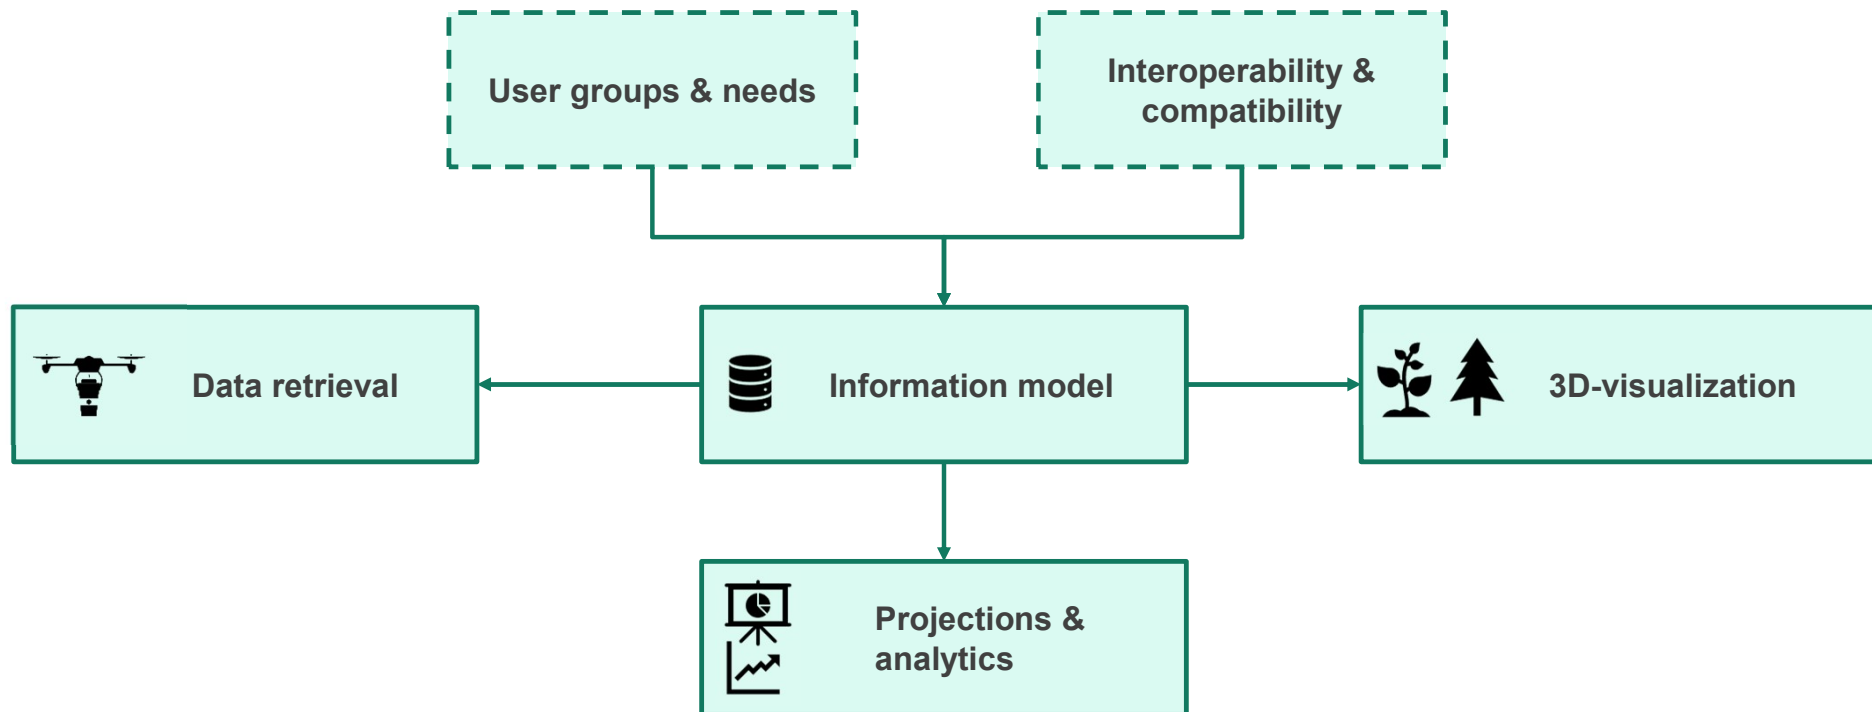 User groups & needs
Interoperability &
compatibility
Data retrieval
Information model
3D-visualization
Projections &
analytics